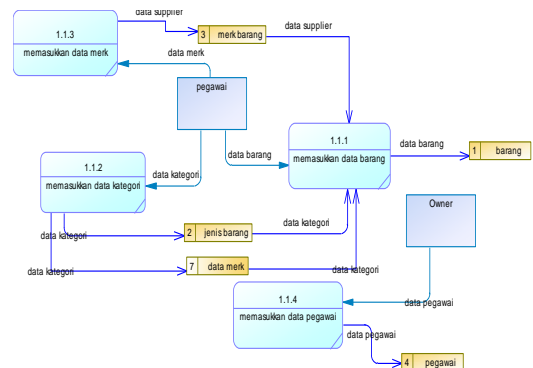 data supplier
data supplier
1.1.3
3 merk barang
memasukkan data merk
data merk
pegawai
1.1.1
data barang
1 barang
memasukkan data barang
data barang
1.1.2
data kategori
memasukkan data kategori
Owner
data kategori
2 jenis barang
data kategori
7 data merk
data kategori
data kategori
1.1.4
data pegawai
memasukkan data pegawai
data pegawai
4 pegawai